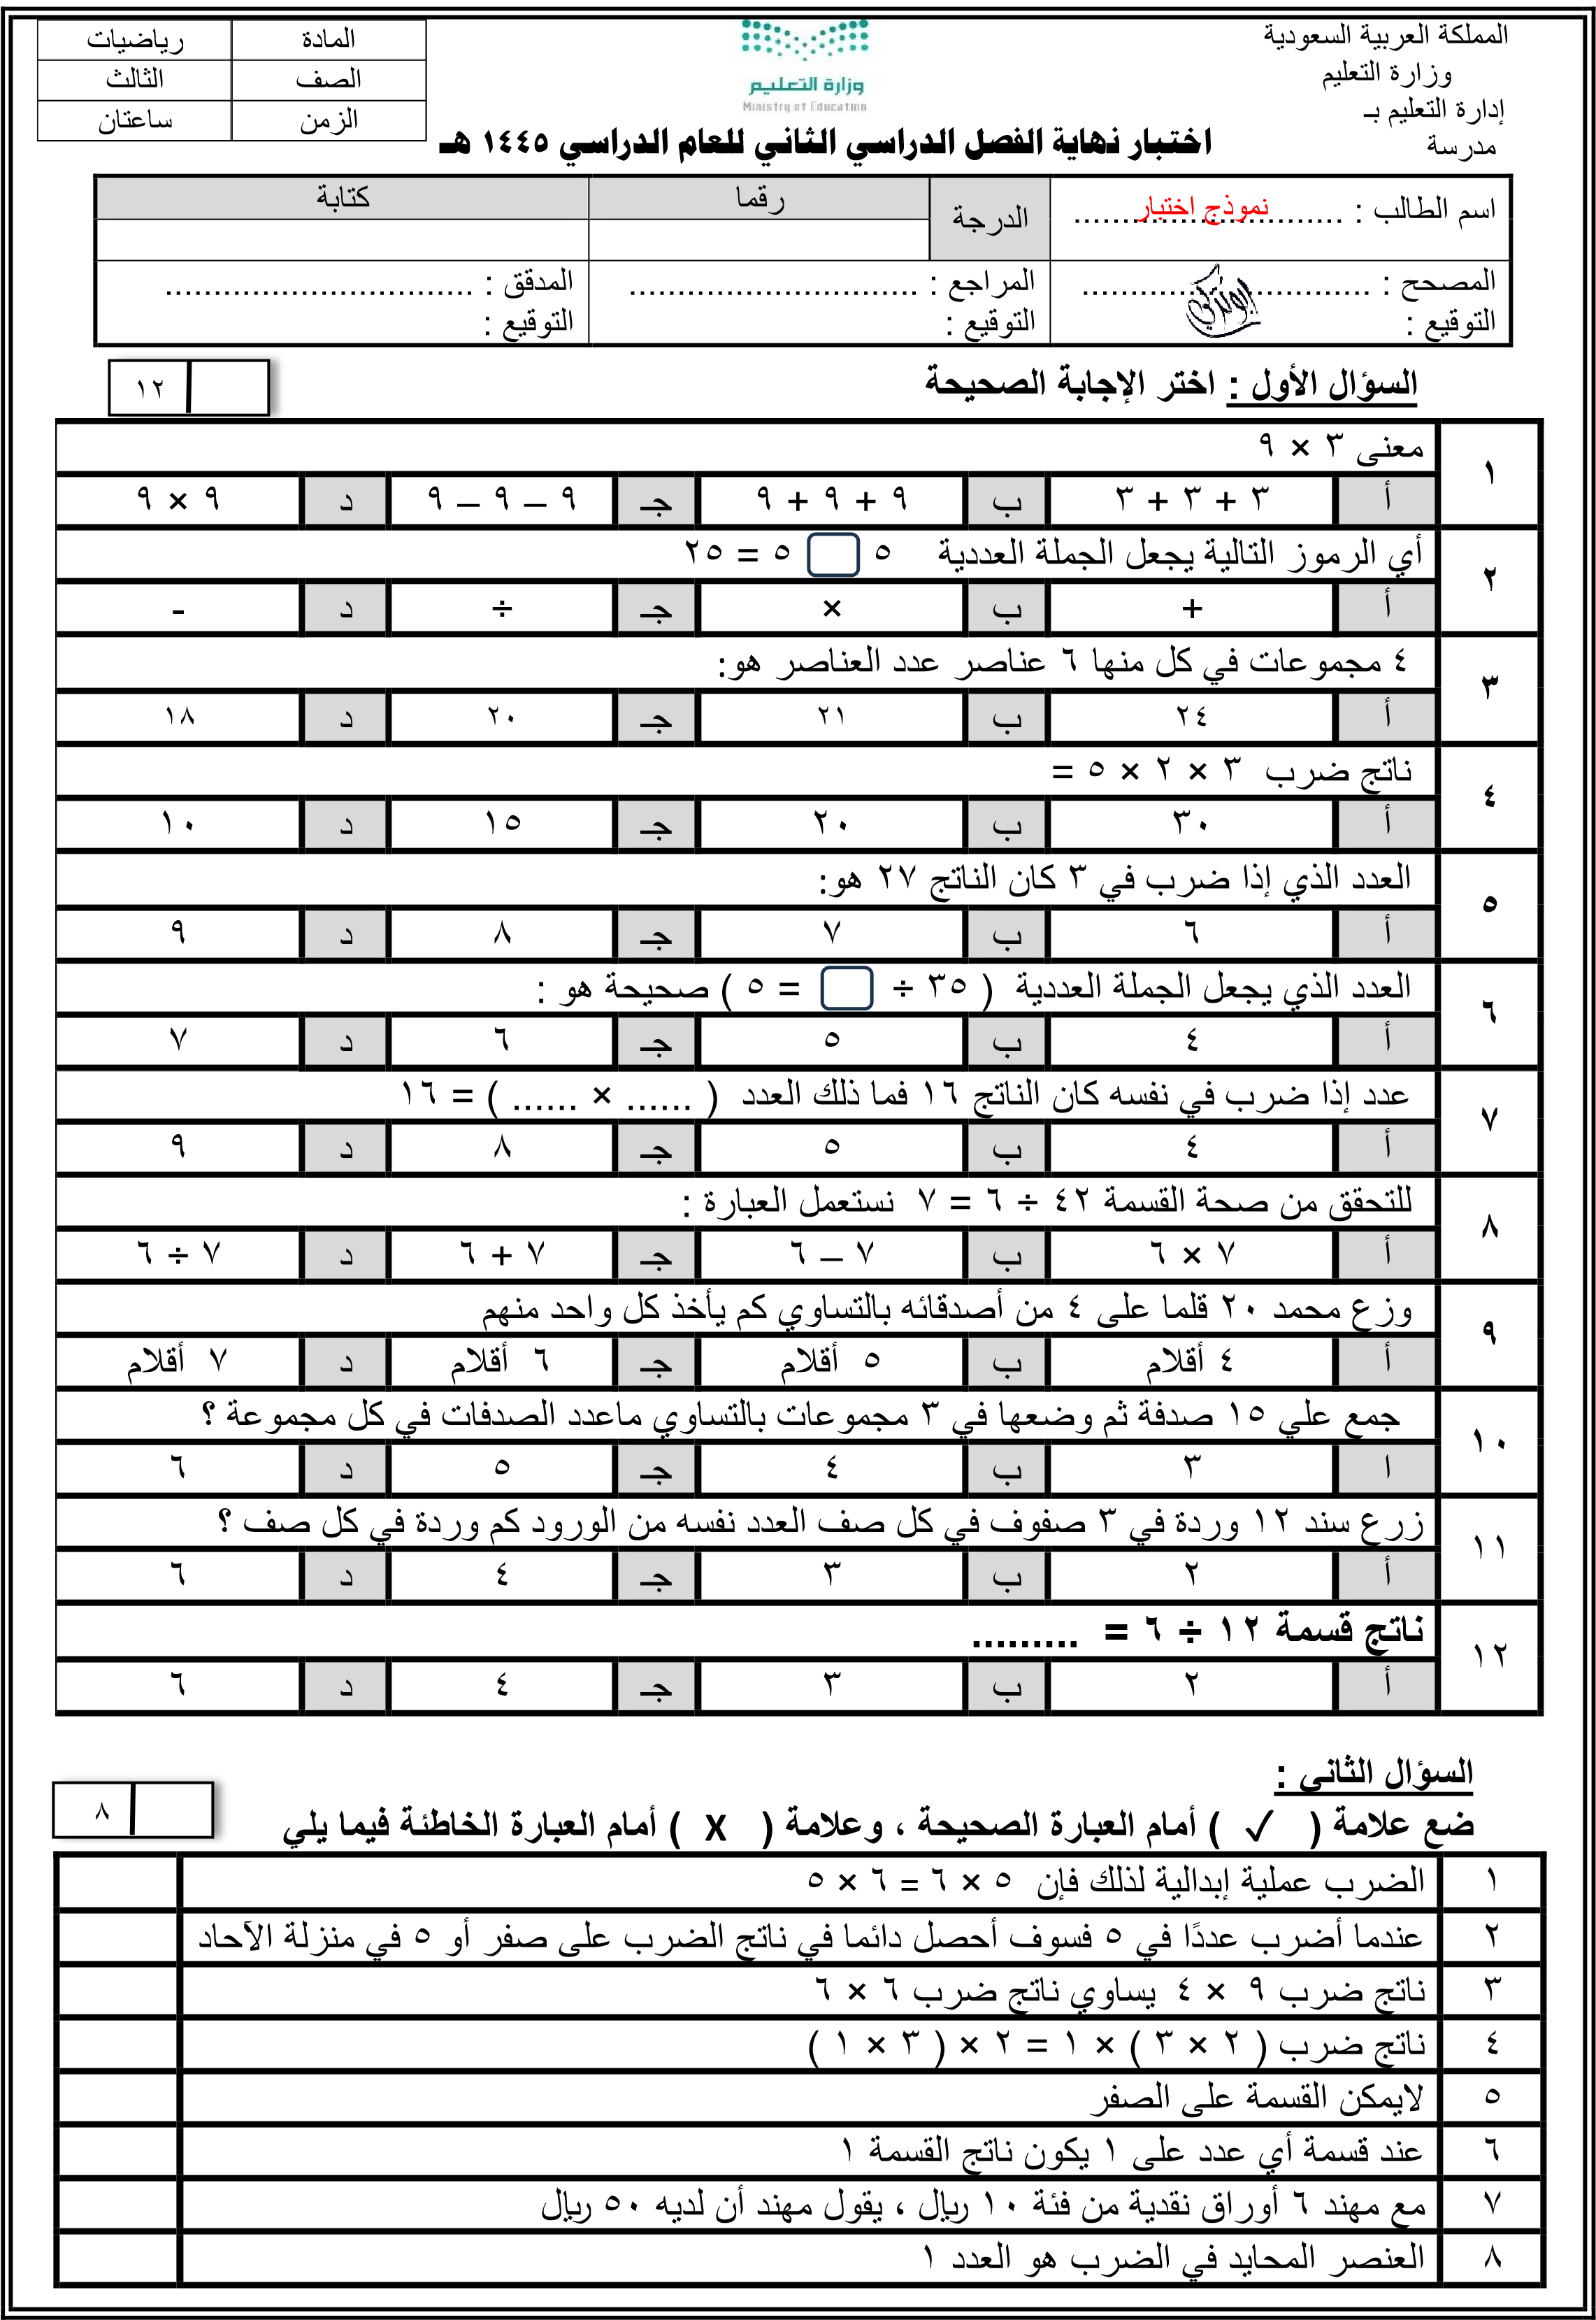 المملكة العربية السعودية
وزارة التعليم
إدارة التعليم بـ
مدرسة
وزارة التعليم
Ministry of Education
المادة رياضيات
الصف الثالث
الزمن ساعتان
اختبار نهاية الفصل الدراسي الثاني للعام الدراسي ١٤٤٥ هـ
اسم الطالب : ............................ نموذج اختبار
الدرجة رقما كتابة
المصحح : .............................. المراجع : .............................. المدقق : ................................
التوقيع : التوقيع : التوقيع :
السؤال الأول : اختر الإجابة الصحيحة
١٢
١ معنى ٣ × ٩
أ ٣ + ٣ + ٣ ب ٩ + ٩ + ٩ جـ ٩ – ٩ – ٩ د ٩ × ٩
٢ أي الرموز التالية يجعل الجملة العددية ٥ ☐ ٥ = ٢٥
أ + ب × جـ ÷ د -
٣ ٤ مجموعات في كل منها ٦ عناصر عدد العناصر هو:
أ ٢٤ ب ٢١ جـ ٢٠ د ١٨
٤ ناتج ضرب ٣ × ٢ × ٥ =
أ ٣٠ ب ٢٠ جـ ١٥ د ١٠
٥ العدد الذي إذا ضرب في ٣ كان الناتج ٢٧ هو:
أ ٦ ب ٧ جـ ٨ د ٩
٦ العدد الذي يجعل الجملة العددية ( ٣٥ ÷ ☐ = ٥ ) صحيحة هو :
أ ٤ ب ٥ جـ ٦ د ٧
٧ عدد إذا ضرب في نفسه كان الناتج ١٦ فما ذلك العدد ( ...... × ...... ) = ١٦
أ ٤ ب ٥ جـ ٨ د ٩
٨ للتحقق من صحة القسمة ٤٢ ÷ ٦ = ٧ نستعمل العبارة :
أ ٧ × ٦ ب ٧ – ٦ جـ ٧ + ٦ د ٧ ÷ ٦
٩ وزع محمد ٢٠ قلما على ٤ من أصدقائه بالتساوي كم يأخذ كل واحد منهم
أ ٤ أقلام ب ٥ أقلام جـ ٦ أقلام د ٧ أقلام
١٠ جمع علي ١٥ صدفة ثم وضعها في ٣ مجموعات بالتساوي ماعدد الصدفات في كل مجموعة ؟
ا ٣ ب ٤ جـ ٥ د ٦
١١ زرع سند ١٢ وردة في ٣ صفوف في كل صف العدد نفسه من الورود كم وردة في كل صف ؟
أ ٢ ب ٣ جـ ٤ د ٦
١٢ ناتج قسمة ١٢ ÷ ٦ = .........
أ ٢ ب ٣ جـ ٤ د ٦
السؤال الثاني :
٨
ضع علامة ( ✓ ) أمام العبارة الصحيحة ، وعلامة ( X ) أمام العبارة الخاطئة فيما يلي
١ الضرب عملية إبدالية لذلك فإن ٥ × ٦ = ٦ × ٥
٢ عندما أضرب عددًا في ٥ فسوف أحصل دائما في ناتج الضرب على صفر أو ٥ في منزلة الآحاد
٣ ناتج ضرب ٩ × ٤ يساوي ناتج ضرب ٦ × ٦
٤ ناتج ضرب ( ٢ × ٣ ) × ١ = ٢ × ( ٣ × ١ )
٥ لايمكن القسمة على الصفر
٦ عند قسمة أي عدد على ١ يكون ناتج القسمة ١
٧ مع مهند ٦ أوراق نقدية من فئة ١٠ ريال ، يقول مهند أن لديه ٥٠ ريال
٨ العنصر المحايد في الضرب هو العدد ١